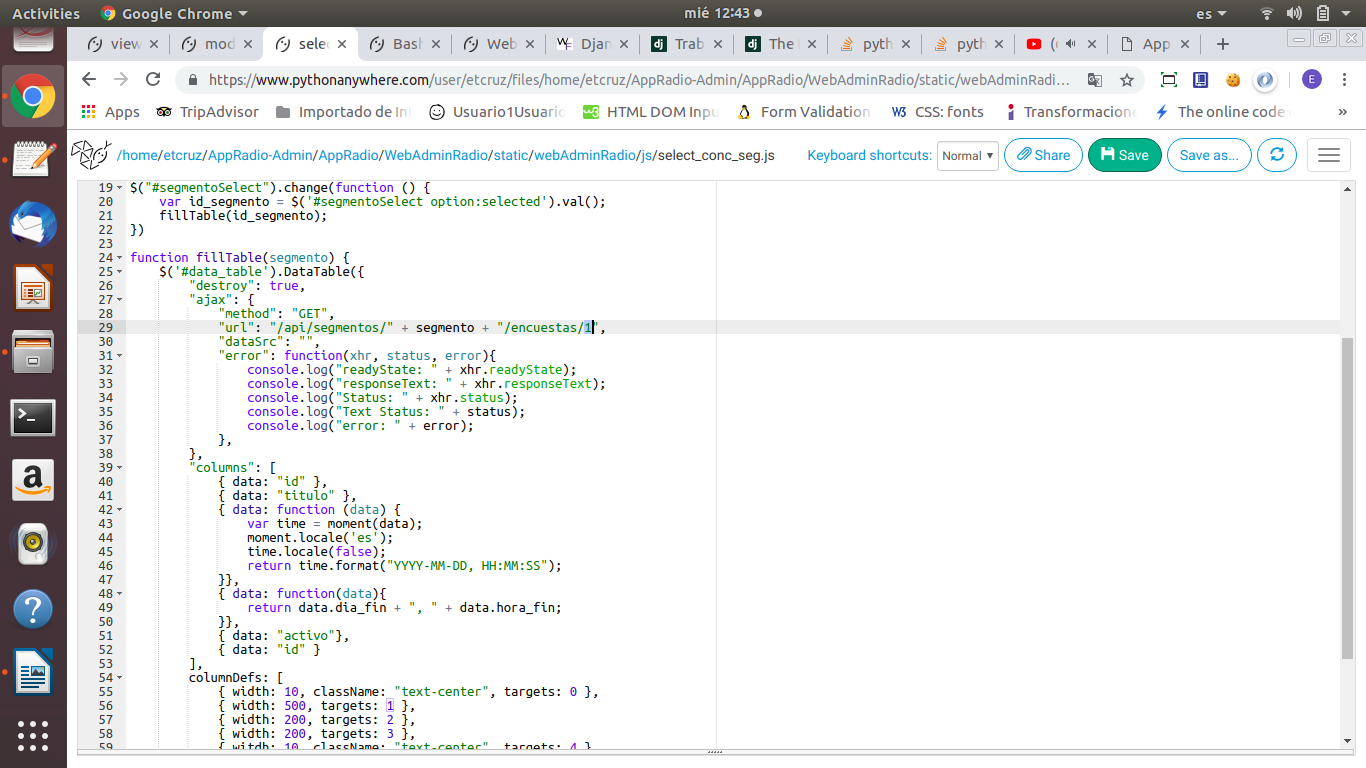 Activities Google Chrome mié 12:43 es
view mod sele Bash Web Djan Trab The pyth pyth ( App
https://www.pythonanywhere.com/user/etcruz/files/home/etcruz/AppRadio-Admin/AppRadio/WebAdminRadio/static/webAdminRadi... E
Apps TripAdvisor Importado de Usuario1Usuario HTML DOM Form Validation CSS: fonts Transformacione The online code »
/home/etcruz/AppRadio-Admin/AppRadio/WebAdminRadio/static/webAdminRadio/js/select_conc_seg.js Keyboard shortcuts: Normal Share Save Save as...
19 $("#segmentoSelect").change(function () {
20 var id_segmento = $('#segmentoSelect option:selected').val();
21 fillTable(id_segmento);
22 })
23
24 function fillTable(segmento) {
25 $('#data_table').DataTable({
26 "destroy": true,
27 "ajax": {
28 "method": "GET",
29 "url": "/api/segmentos/" + segmento + "/encuestas/1",
30 "dataSrc": "",
31 "error": function(xhr, status, error){
32 console.log("readyState: " + xhr.readyState);
33 console.log("responseText: " + xhr.responseText);
34 console.log("Status: " + xhr.status);
35 console.log("Text Status: " + status);
36 console.log("error: " + error);
37 },
38 },
39 "columns": [
40 { data: "id" },
41 { data: "titulo" },
42 { data: function (data) {
43 var time = moment(data);
44 moment.locale('es');
45 time.locale(false);
46 return time.format("YYYY-MM-DD, HH:MM:SS");
47 }},
48 { data: function(data){
49 return data.dia_fin + ", " + data.hora_fin;
50 }},
51 { data: "activo"},
52 { data: "id" }
53 ],
54 columnDefs: [
55 { width: 10, className: "text-center", targets: 0 },
56 { width: 500, targets: 1 },
57 { width: 200, targets: 2 },
58 { width: 200, targets: 3 },
59 { witdh: 10, className: "text-center", targets: 4 }